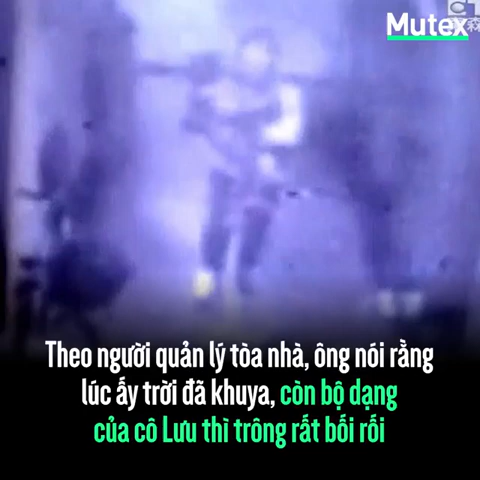 Mutex
Theo người quản lý tòa nhà, ông nói rằng
lúc ấy trời đã khuya, còn bộ dạng
của cô Lưu thì trông rất bối rối